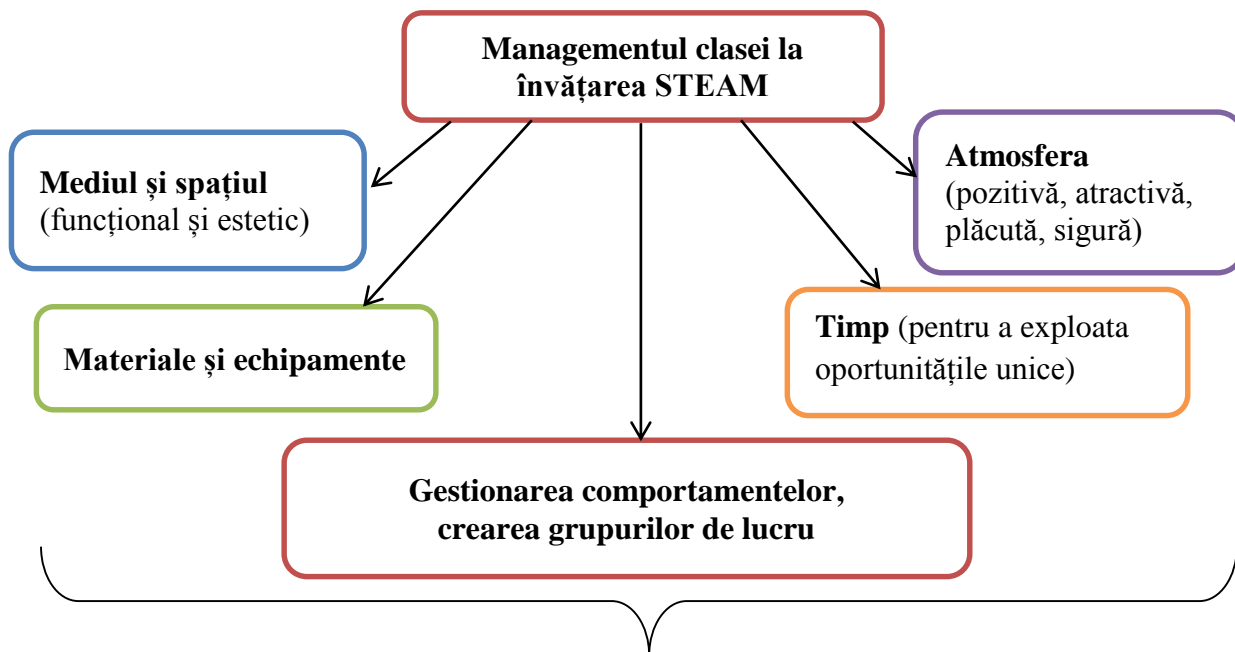 Managementul clasei la
învățarea STEAM
Mediul și spațiul
(funcțional și estetic)
Atmosfera
(pozitivă, atractivă,
plăcută, sigură)
Materiale și echipamente
Timp (pentru a exploata
oportunitățile unice)
Gestionarea comportamentelor,
crearea grupurilor de lucru